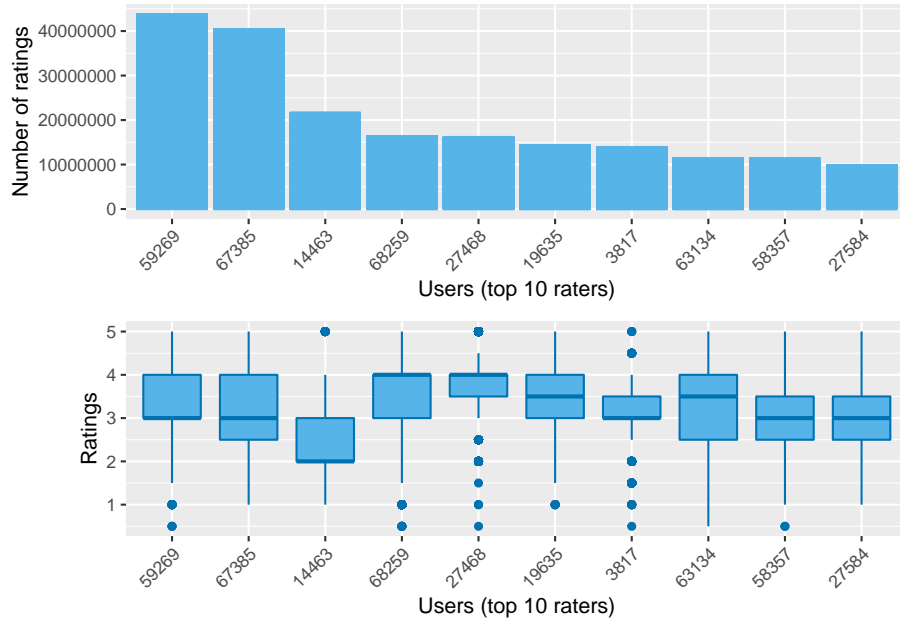 Number of ratings
40000000
30000000
20000000
10000000
0
59269 67385 14463 68259 27468 19635 3817 63134 58357 27584
Users (top 10 raters)
Ratings
5
4
3
2
1
59269 67385 14463 68259 27468 19635 3817 63134 58357 27584
Users (top 10 raters)